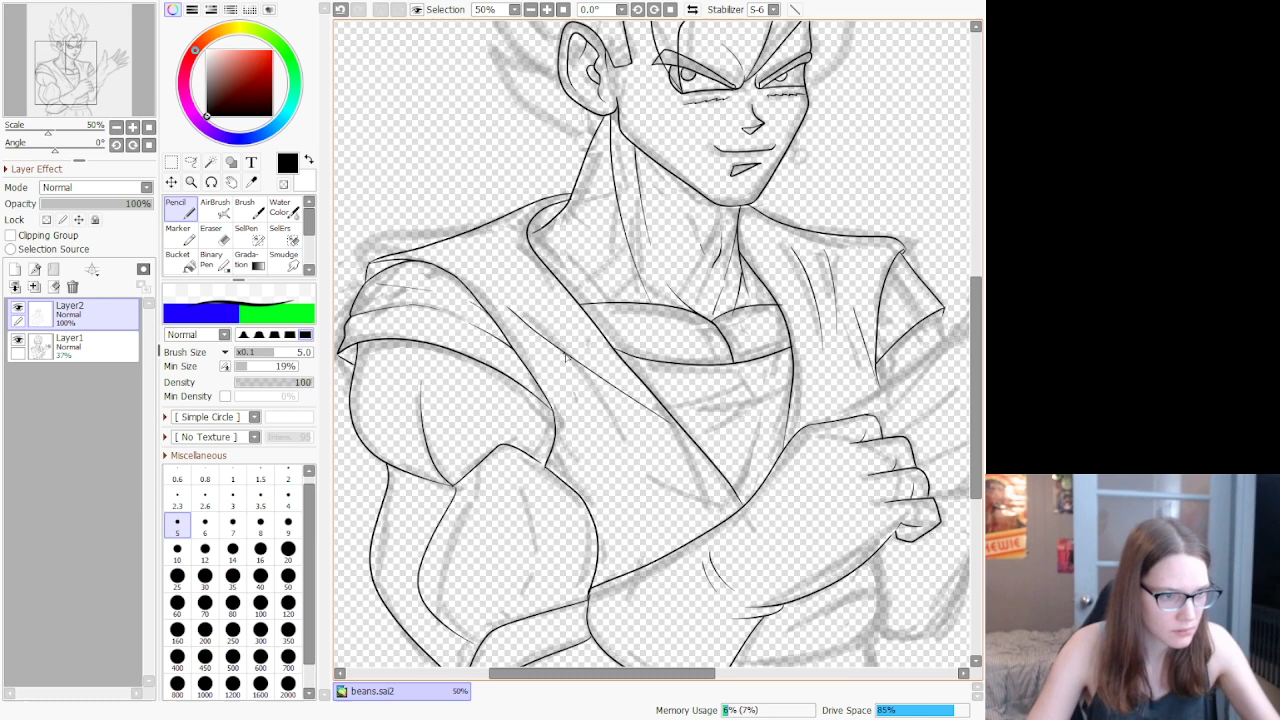 Selection 50% 0.0° Stabilizer S-6
Scale 50%
Angle 0°
Layer Effect
Mode Normal
Opacity 100%
Lock
Clipping Group
Selection Source
Layer2
Normal
100%
Layer1
Normal
37%
T
Pencil AirBrush Brush Water Color
Marker Eraser SelPen SelErs
Bucket Binary Pen Grada-tion Smudge
Normal
Brush Size x0.1 5.0
Min Size 19%
Density 100
Min Density 0%
[ Simple Circle ]
[ No Texture ] 95
Miscellaneous
0.6 0.8 1 1.5 2
2.3 2.6 3 3.5 4
5 6 7 8 9
10 12 14 16 20
25 30 35 40 50
60 70 80 100 120
160 200 250 300 350
400 450 500 600 700
800 1000 1200 1600 2000
beans.sai2 50%
Memory Usage 6% (7%) Drive Space 85%
EWIE